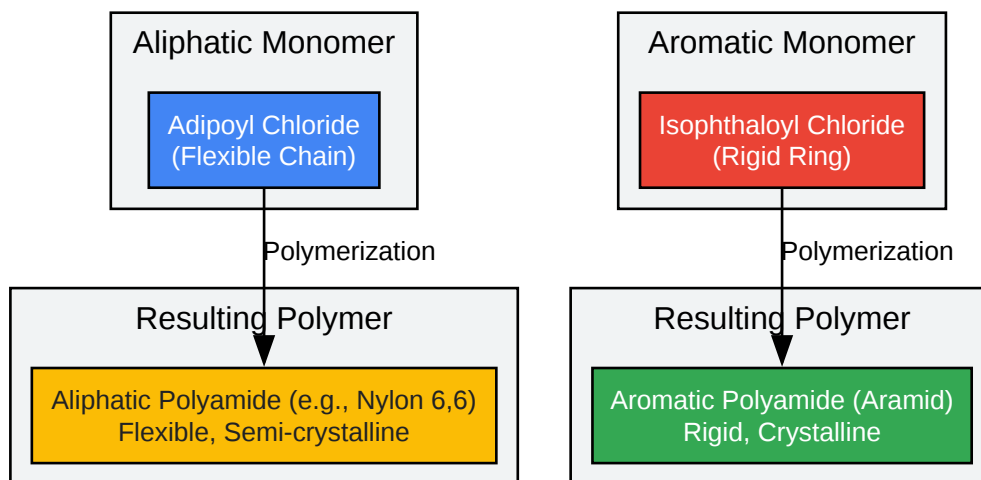 Aliphatic Monomer
Adipoyl Chloride
(Flexible Chain)
Polymerization
Resulting Polymer
Aliphatic Polyamide (e.g., Nylon 6,6)
Flexible, Semi-crystalline
Aromatic Monomer
Isophthaloyl Chloride
(Rigid Ring)
Polymerization
Resulting Polymer
Aromatic Polyamide (Aramid)
Rigid, Crystalline